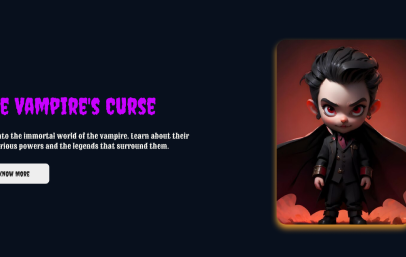 E VAMPIRE'S CURSE
nto the immortal world of the vampire. Learn about their
rious powers and the legends that surround them.
KNOW MORE